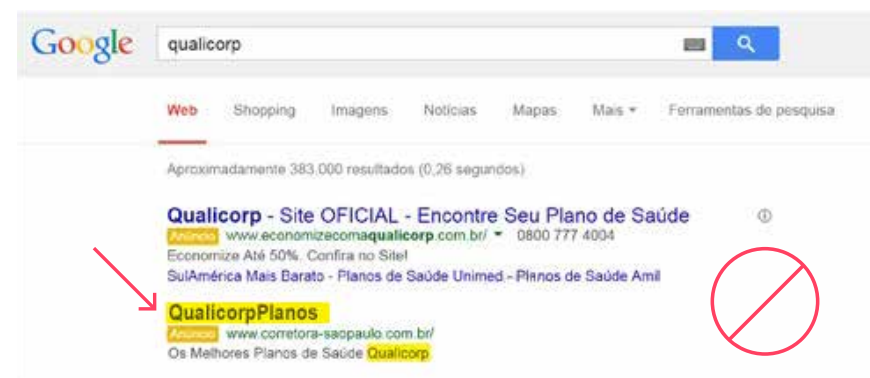 Google qualicorp
Web Shopping Imagens Notícias Mapas Mais Ferramentas de pesquisa
Aproximadamente 383.000 resultados (0,26 segundos)
Qualicorp - Site OFICIAL - Encontre Seu Plano de Saúde
Anúncio www.economizecomaqualicorp.com.br/ 0800 777 4004
Economize Até 50%. Confira no Site!
SulAmérica Mais Barato - Planos de Saúde Unimed - Planos de Saúde Amil
QualicorpPlanos
Anúncio www.corretora-saopaulo.com.br/
Os Melhores Planos de Saúde Qualicorp